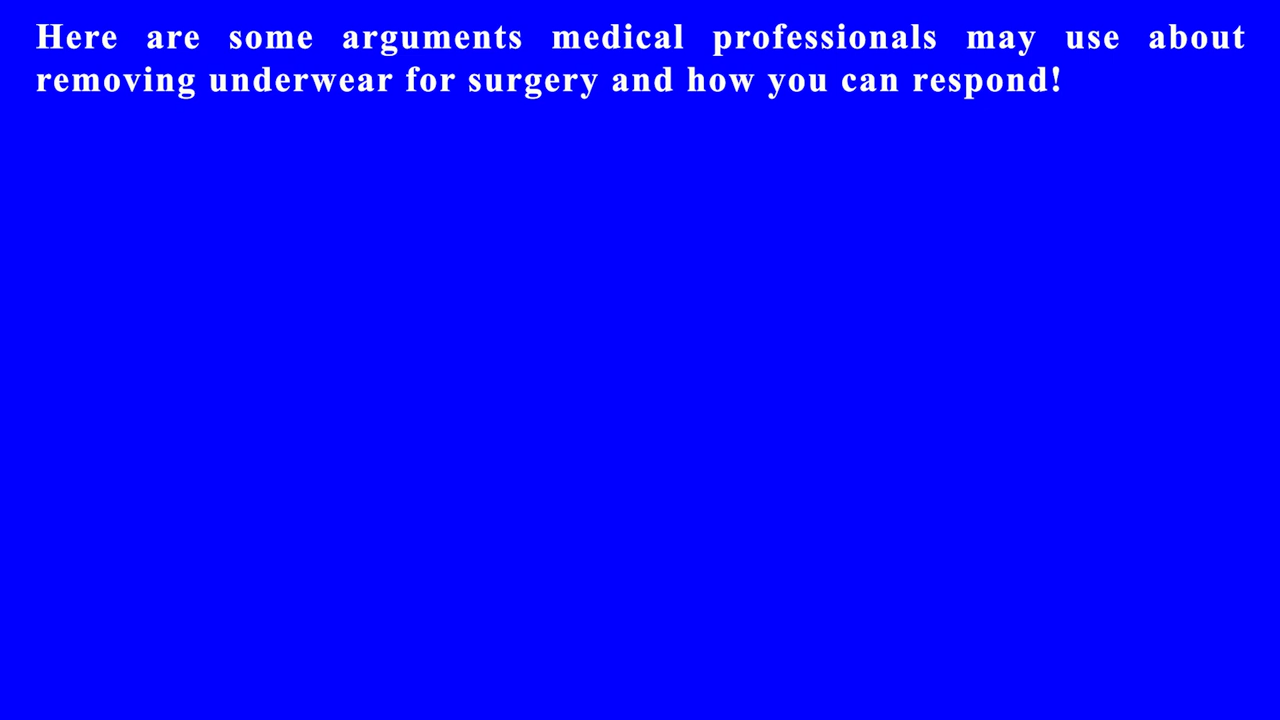 Here are some arguments medical professionals may use about
removing underwear for surgery and how you can respond!